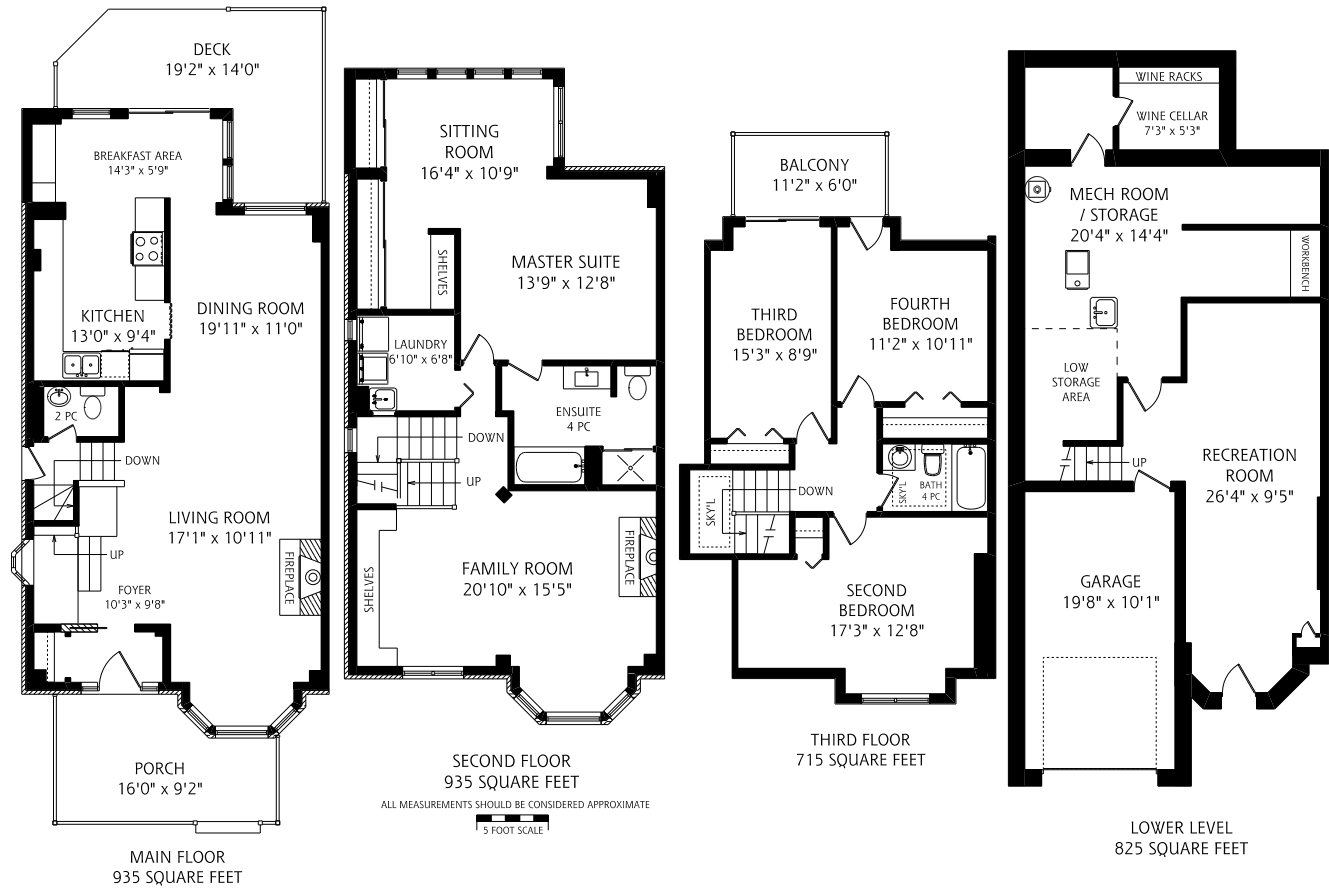 DECK
19'2" x 14'0"
BREAKFAST AREA
14'3" x 5'9"
KITCHEN
13'0" x 9'4"
DINING ROOM
19'11" x 11'0"
2 PC
DOWN
LIVING ROOM
17'1" x 10'11"
UP
FIREPLACE
FOYER
10'3" x 9'8"
PORCH
16'0" x 9'2"
MAIN FLOOR
935 SQUARE FEET
SITTING
ROOM
16'4" x 10'9"
SHELVES
MASTER SUITE
13'9" x 12'8"
LAUNDRY
6'10" x 6'8"
ENSUITE
4 PC
DOWN
UP
FIREPLACE
FAMILY ROOM
20'10" x 15'5"
SHELVES
SECOND FLOOR
935 SQUARE FEET
ALL MEASUREMENTS SHOULD BE CONSIDERED APPROXIMATE
5 FOOT SCALE
BALCONY
11'2" x 6'0"
THIRD
BEDROOM
15'3" x 8'9"
FOURTH
BEDROOM
11'2" x 10'11"
SKYL
DOWN
SKYL
BATH
4 PC
SECOND
BEDROOM
17'3" x 12'8"
THIRD FLOOR
715 SQUARE FEET
WINE RACKS
WINE CELLAR
7'3" x 5'3"
MECH ROOM
/ STORAGE
20'4" x 14'4"
WORKBENCH
LOW
STORAGE
AREA
UP
RECREATION
ROOM
26'4" x 9'5"
GARAGE
19'8" x 10'1"
LOWER LEVEL
825 SQUARE FEET